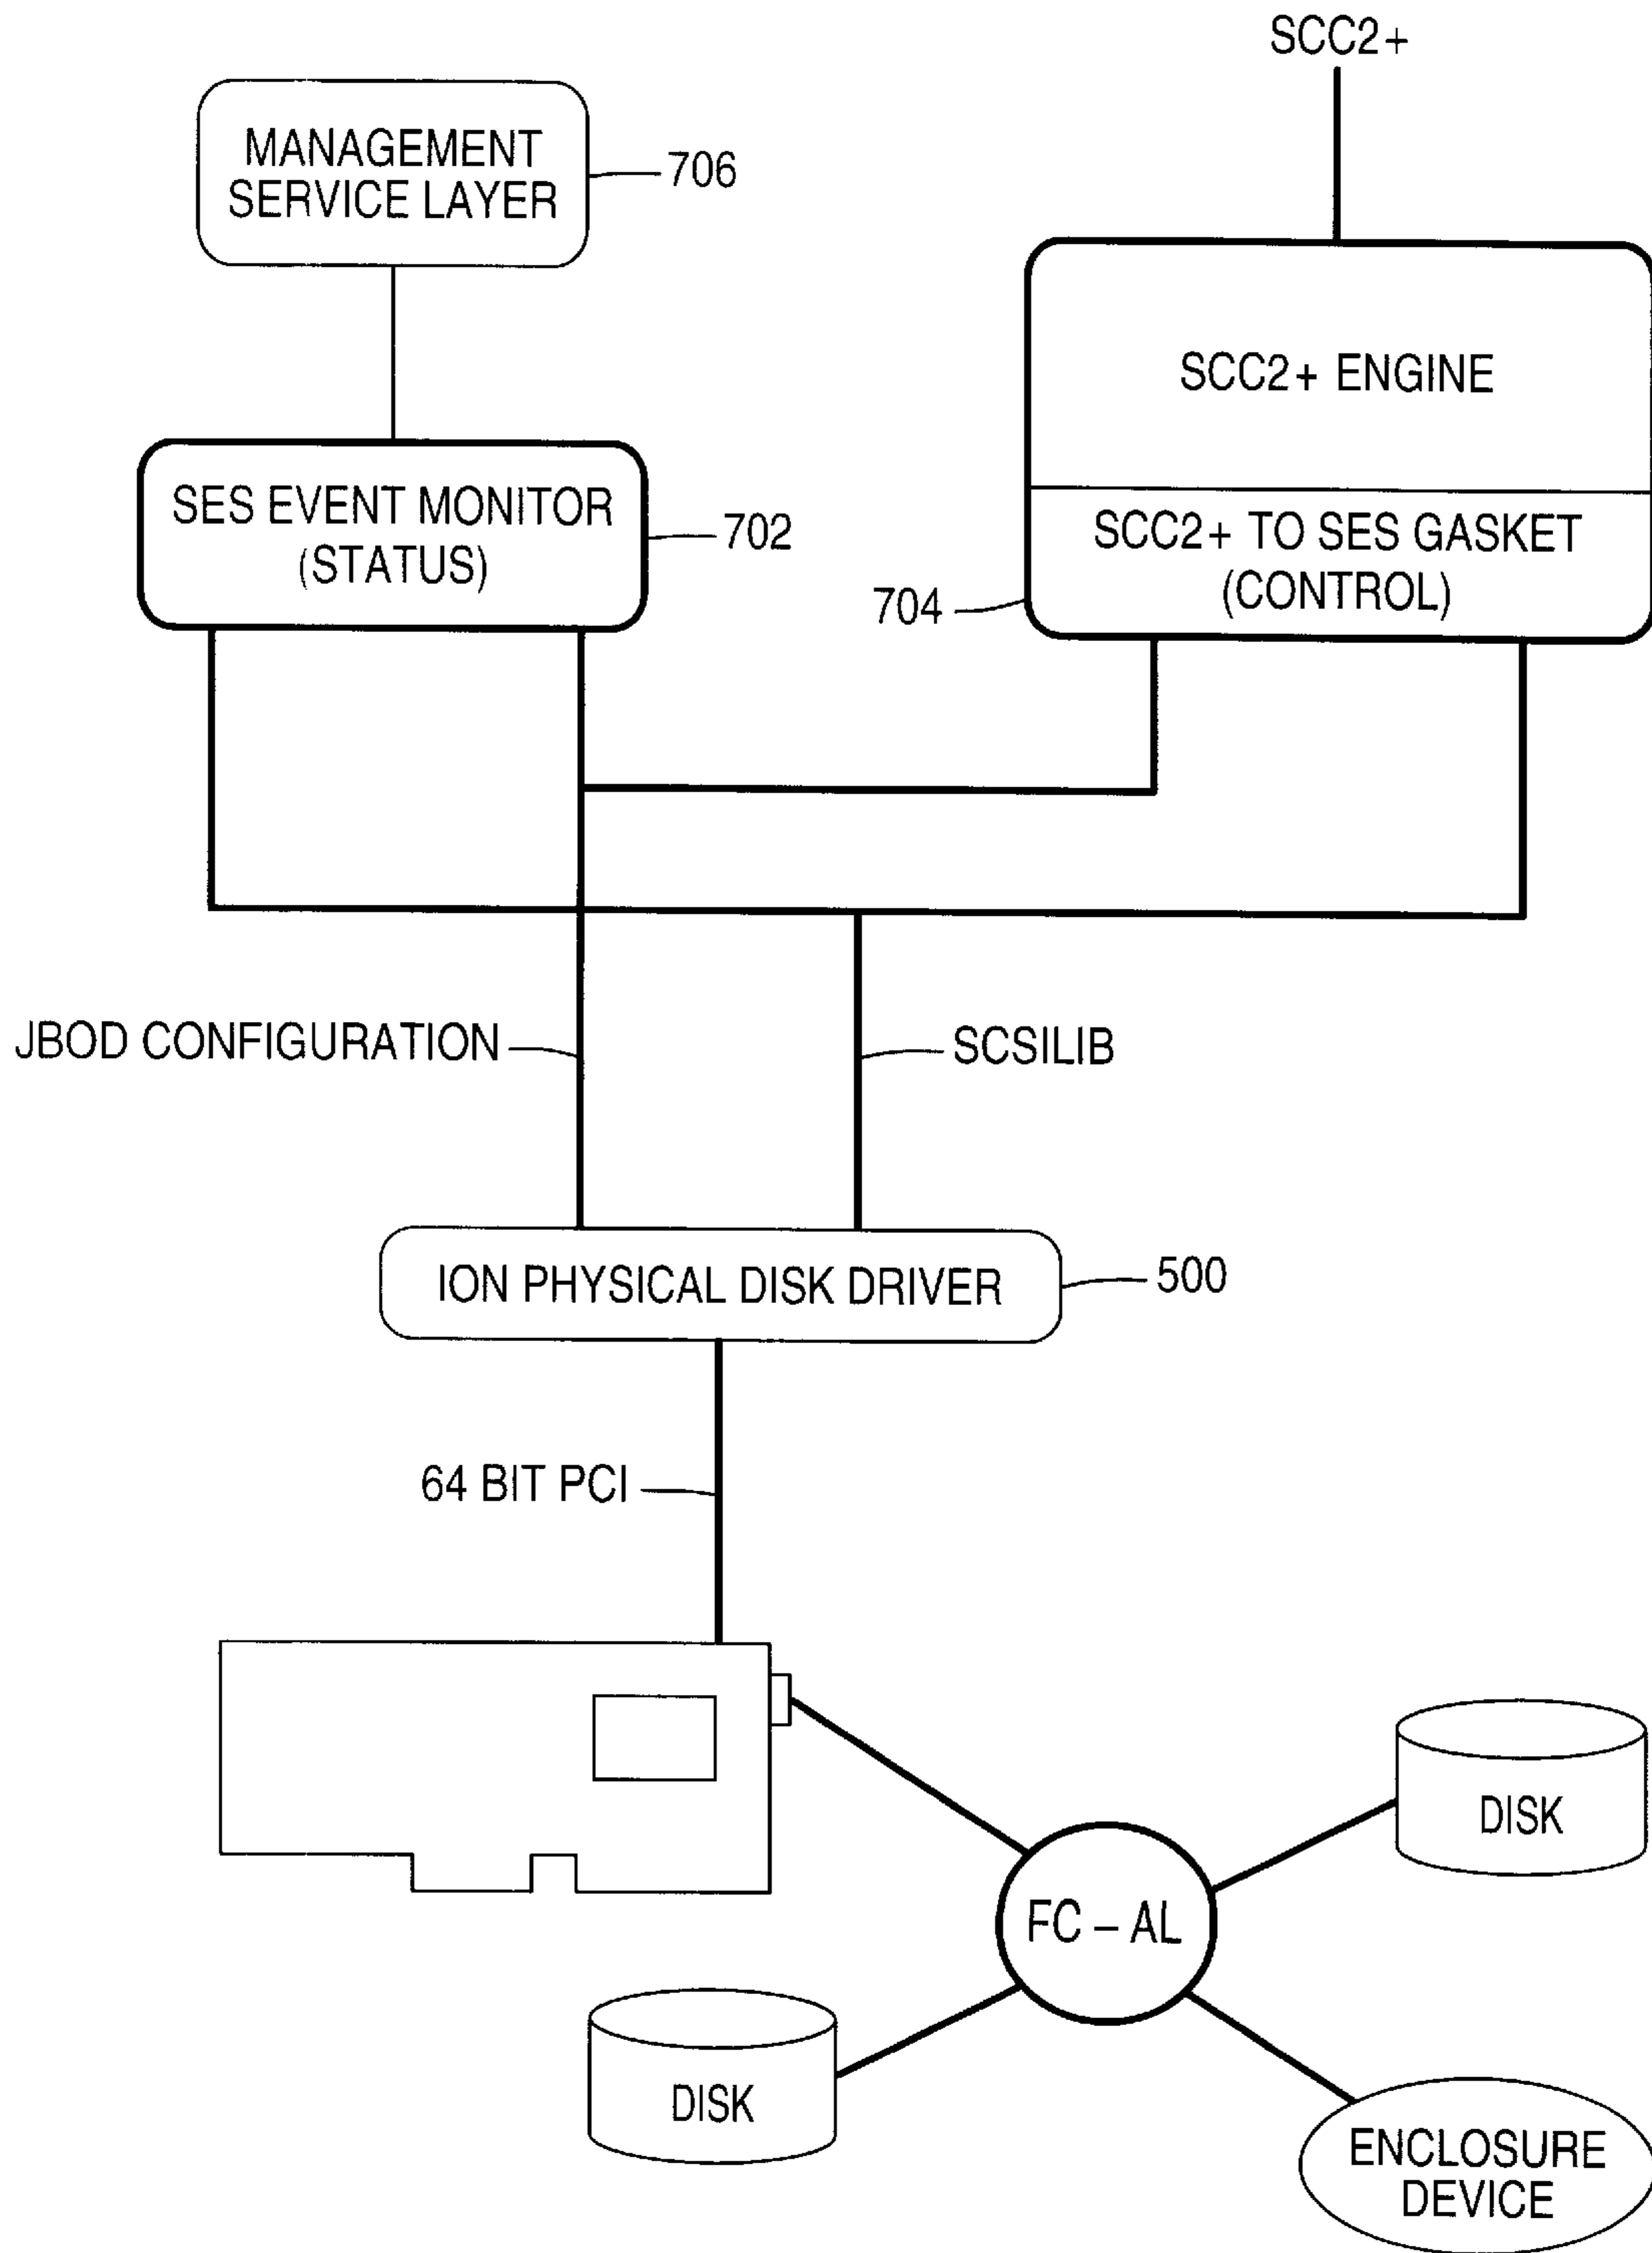 SCC2+
MANAGEMENT
SERVICE LAYER
706
SCC2+ ENGINE
SES EVENT MONITOR
(STATUS)
702
SCC2+ TO SES GASKET
(CONTROL)
704
JBOD CONFIGURATION
SCSILIB
ION PHYSICAL DISK DRIVER
500
64 BIT PCI
DISK
FC – AL
DISK
ENCLOSURE
DEVICE